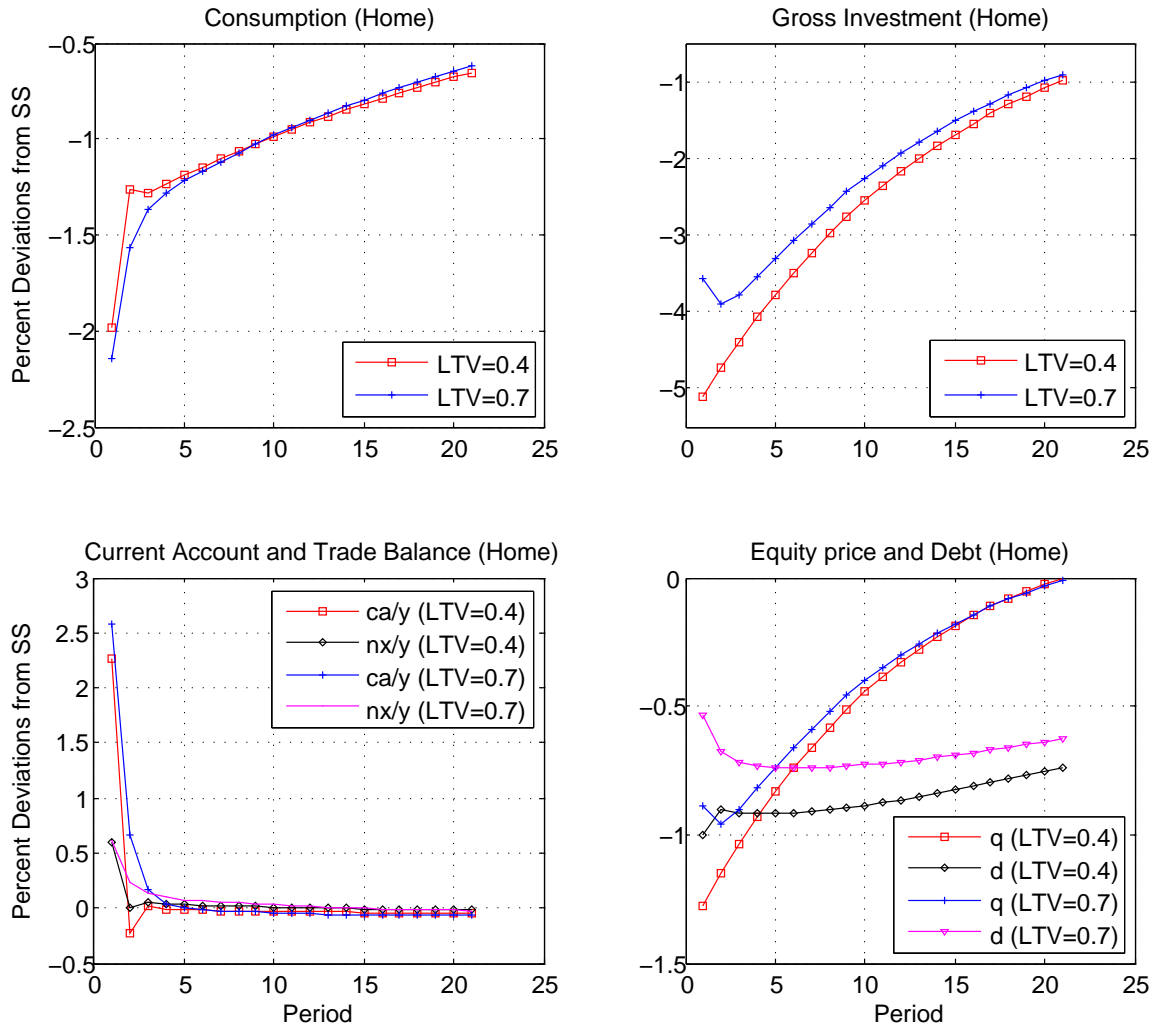 Consumption (Home)
Percent Deviations from SS
−0.5
−1
−1.5
−2
−2.5
0 5 10 15 20 25
LTV=0.4
LTV=0.7
Gross Investment (Home)
−1
−2
−3
−4
−5
0 5 10 15 20 25
LTV=0.4
LTV=0.7
Current Account and Trade Balance (Home)
Percent Deviations from SS
3
2.5
2
1.5
1
0.5
0
−0.5
0 5 10 15 20 25
Period
ca/y (LTV=0.4)
nx/y (LTV=0.4)
ca/y (LTV=0.7)
nx/y (LTV=0.7)
Equity price and Debt (Home)
0
−0.5
−1
−1.5
0 5 10 15 20 25
Period
q (LTV=0.4)
d (LTV=0.4)
q (LTV=0.7)
d (LTV=0.7)